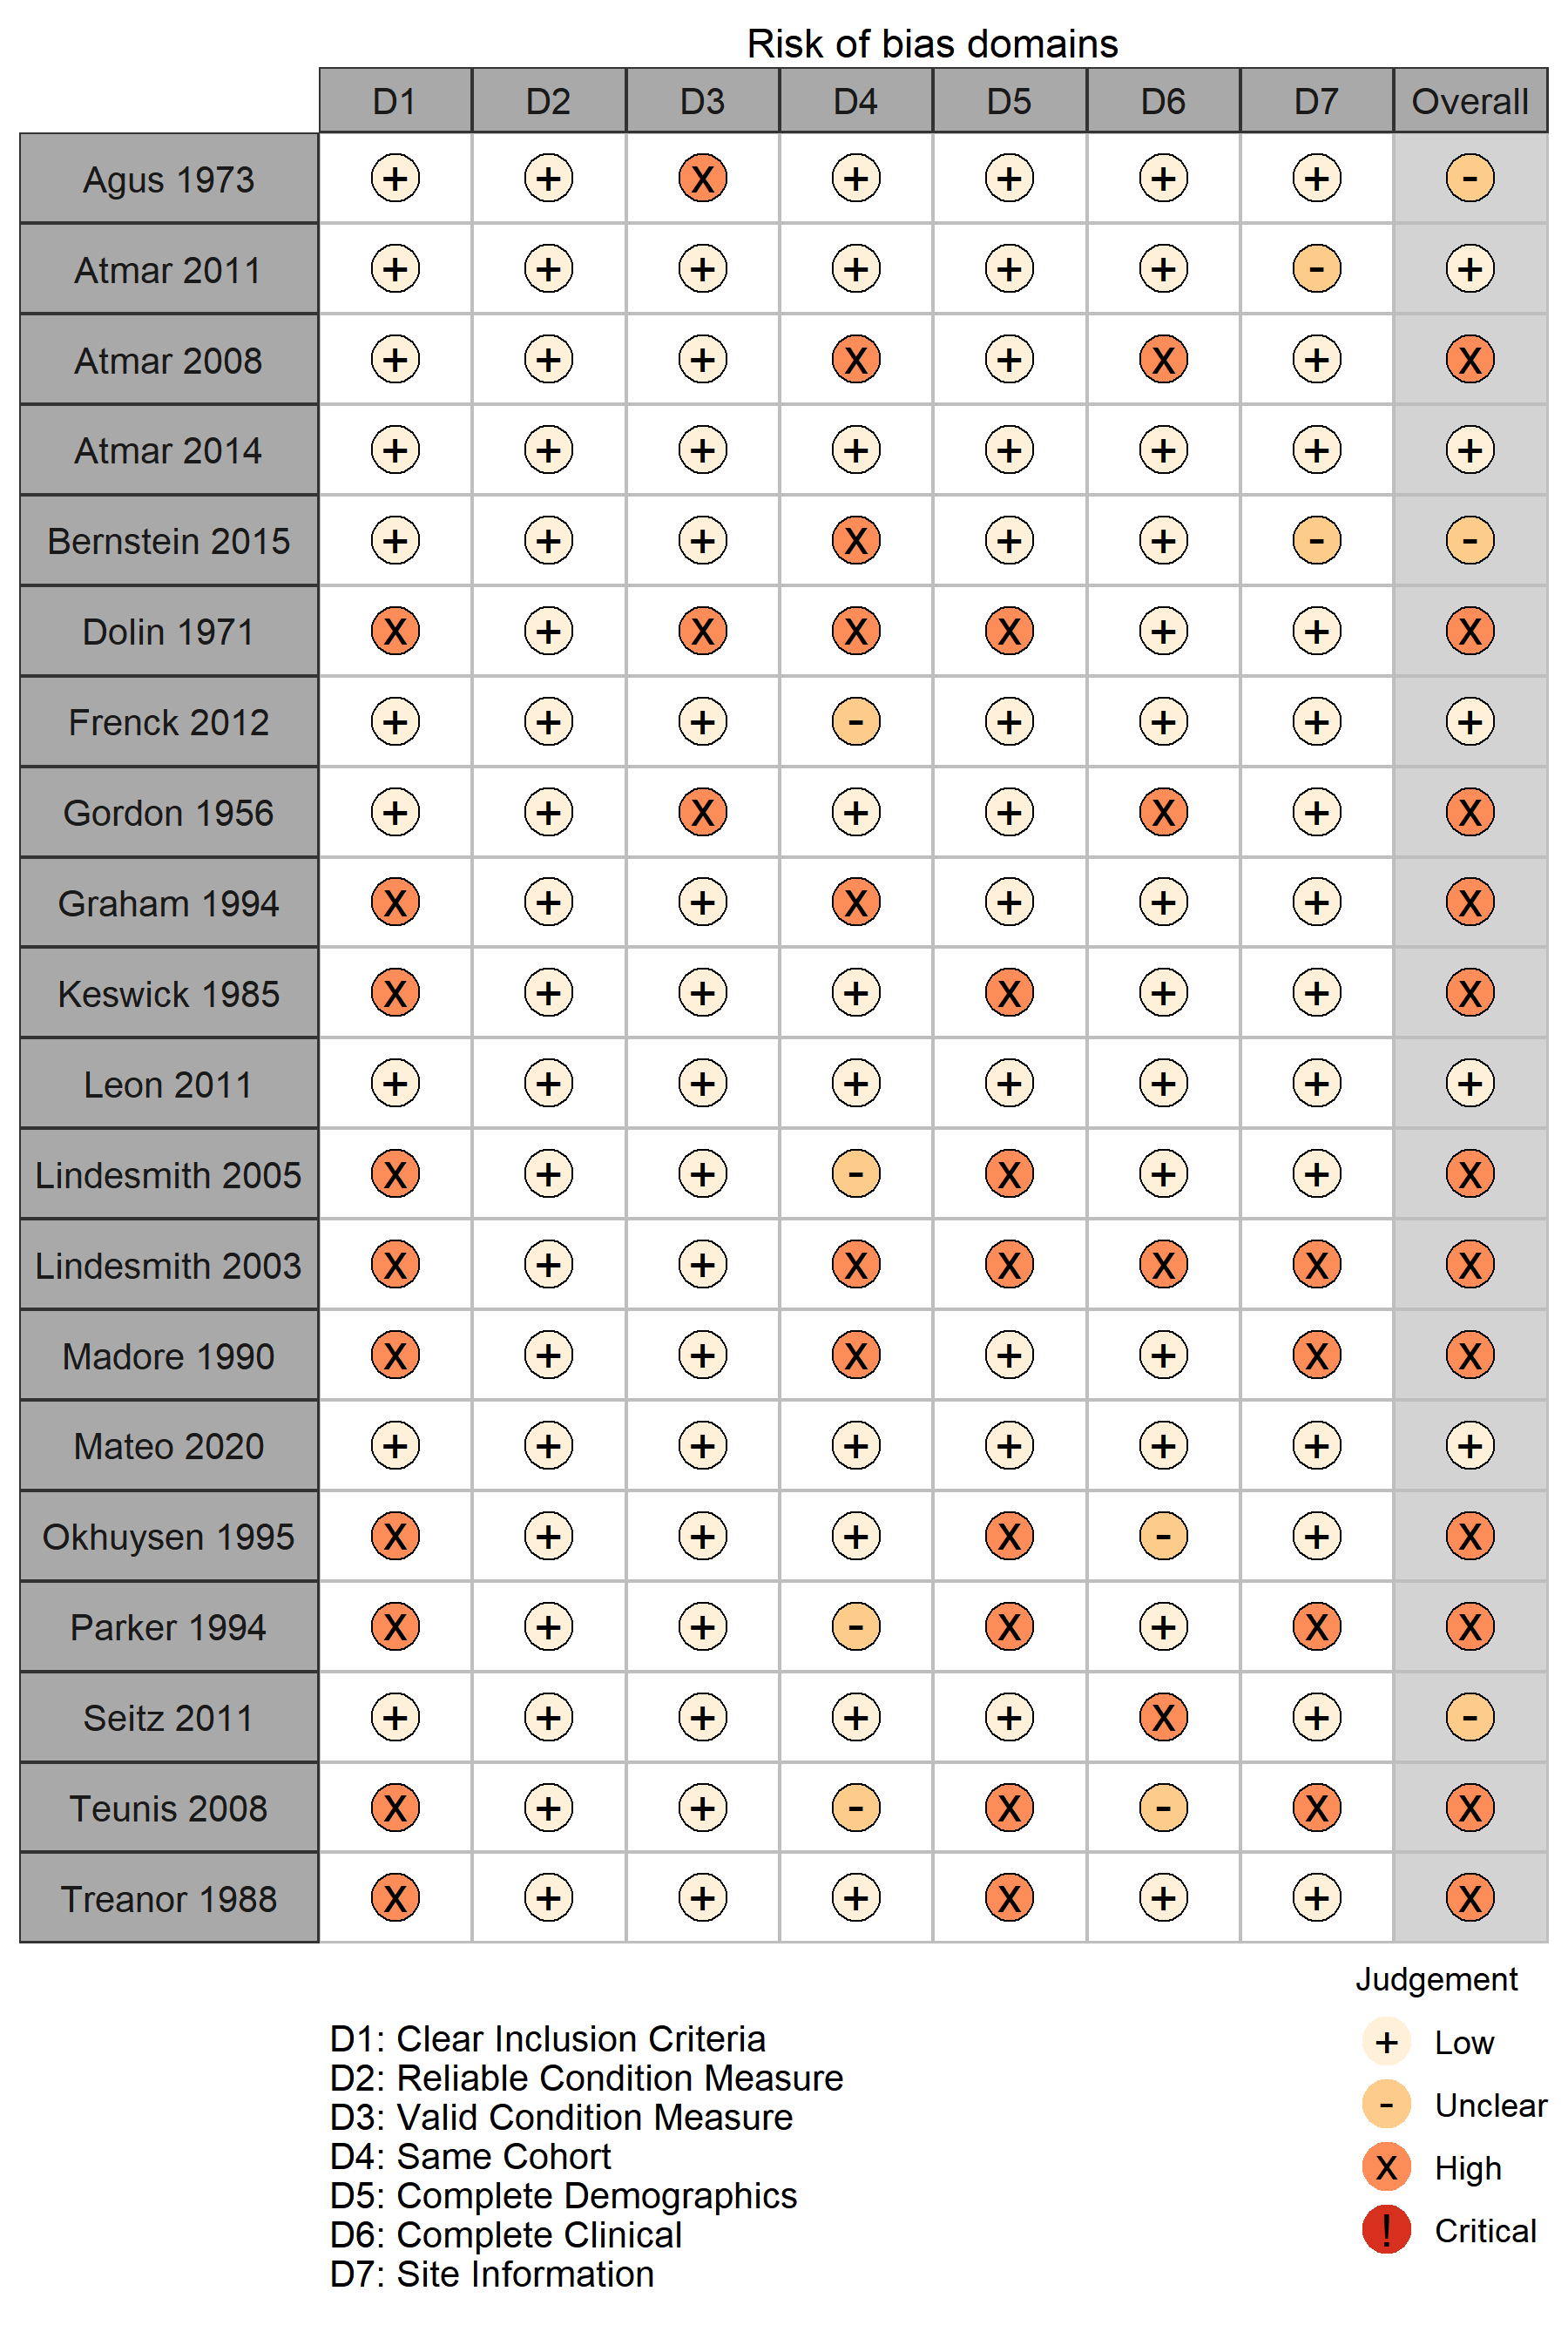 Risk of bias domains
D1 D2 D3 D4 D5 D6 D7 Overall
Agus 1973 + + X + + + + -
Atmar 2011 + + + + + + - +
Atmar 2008 + + + X + X + X
Atmar 2014 + + + + + + + +
Bernstein 2015 + + + X + + - -
Dolin 1971 X + X X X + + X
Frenck 2012 + + + - + + + +
Gordon 1956 + + X + + X + X
Graham 1994 X + + X + + + X
Keswick 1985 X + + + X + + X
Leon 2011 + + + + + + + +
Lindesmith 2005 X + + - X + + X
Lindesmith 2003 X + + X X X X X
Madore 1990 X + + X + + X X
Mateo 2020 + + + + + + + +
Okhuysen 1995 X + + + X - + X
Parker 1994 X + + - X + X X
Seitz 2011 + + + + + X + -
Teunis 2008 X + + - X - X X
Treanor 1988 X + + + X + + X
D1: Clear Inclusion Criteria
D2: Reliable Condition Measure
D3: Valid Condition Measure
D4: Same Cohort
D5: Complete Demographics
D6: Complete Clinical
D7: Site Information
Judgement
+ Low
- Unclear
X High
! Critical